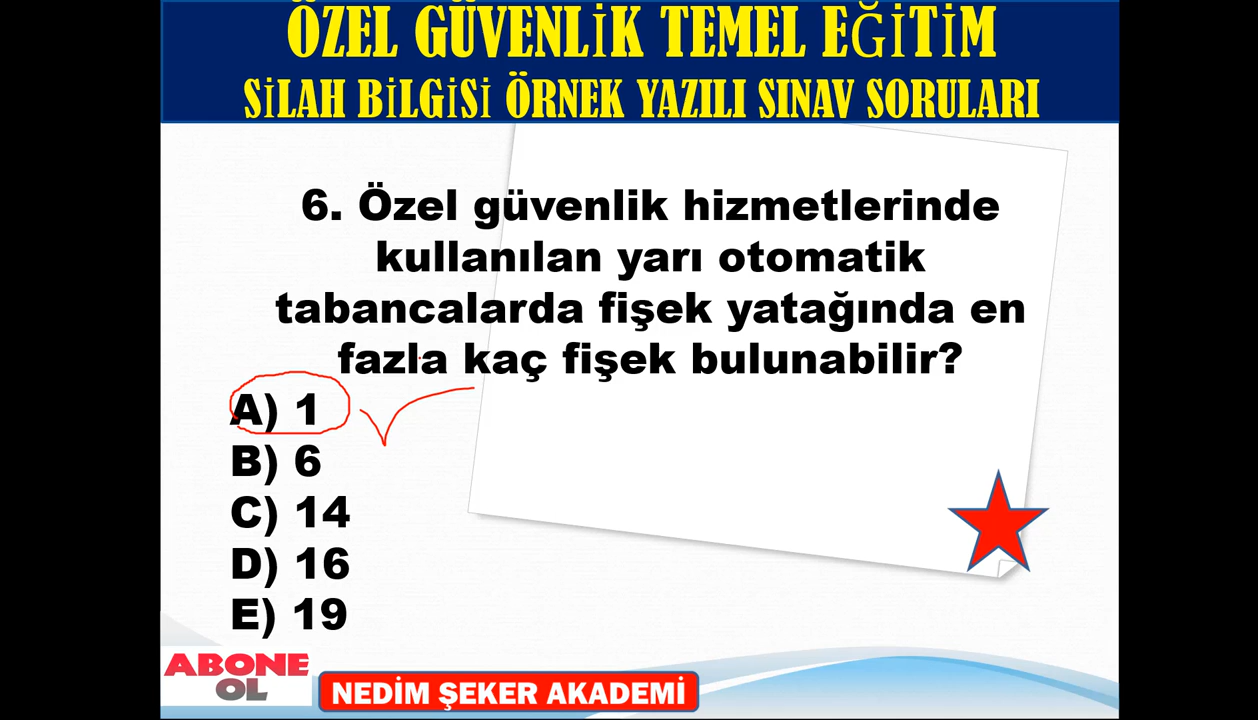 ÖZEL GÜVENLİK TEMEL EĞİTİM
SİLAH BİLGİSİ ÖRNEK YAZILI SINAV SORULARI
6. Özel güvenlik hizmetlerinde
kullanılan yarı otomatik
tabancalarda fişek yatağında en
fazla kaç fişek bulunabilir?
A) 1
B) 6
C) 14
D) 16
E) 19
ABONE
OL
NEDİM ŞEKER AKADEMİ